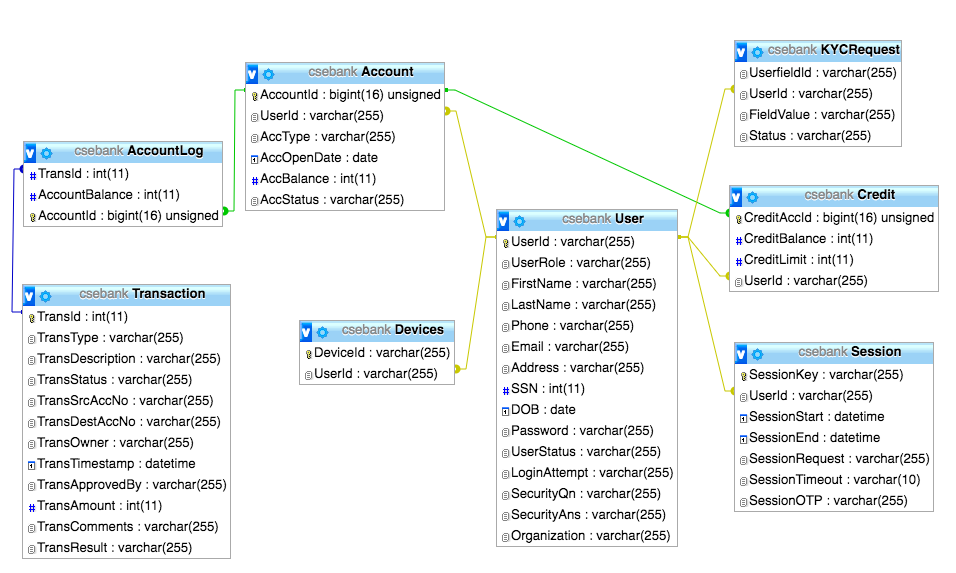 csebank Account
AccountId : bigint(16) unsigned
UserId : varchar(255)
AccType : varchar(255)
AccOpenDate : date
AccBalance : int(11)
AccStatus : varchar(255)
csebank KYCRequest
UserfieldId : varchar(255)
UserId : varchar(255)
FieldValue : varchar(255)
Status : varchar(255)
csebank AccountLog
TransId : int(11)
AccountBalance : int(11)
AccountId : bigint(16) unsigned
csebank Credit
CreditAccId : bigint(16) unsigned
CreditBalance : int(11)
CreditLimit : int(11)
UserId : varchar(255)
csebank User
UserId : varchar(255)
UserRole : varchar(255)
FirstName : varchar(255)
LastName : varchar(255)
Phone : varchar(255)
Email : varchar(255)
Address : varchar(255)
SSN : int(11)
DOB : date
Password : varchar(255)
UserStatus : varchar(255)
LoginAttempt : varchar(255)
SecurityQn : varchar(255)
SecurityAns : varchar(255)
Organization : varchar(255)
csebank Transaction
TransId : int(11)
TransType : varchar(255)
TransDescription : varchar(255)
TransStatus : varchar(255)
TransSrcAccNo : varchar(255)
TransDestAccNo : varchar(255)
TransOwner : varchar(255)
TransTimestamp : datetime
TransApprovedBy : varchar(255)
TransAmount : int(11)
TransComments : varchar(255)
TransResult : varchar(255)
csebank Devices
DeviceId : varchar(255)
UserId : varchar(255)
csebank Session
SessionKey : varchar(255)
UserId : varchar(255)
SessionStart : datetime
SessionEnd : datetime
SessionRequest : varchar(255)
SessionTimeout : varchar(10)
SessionOTP : varchar(255)